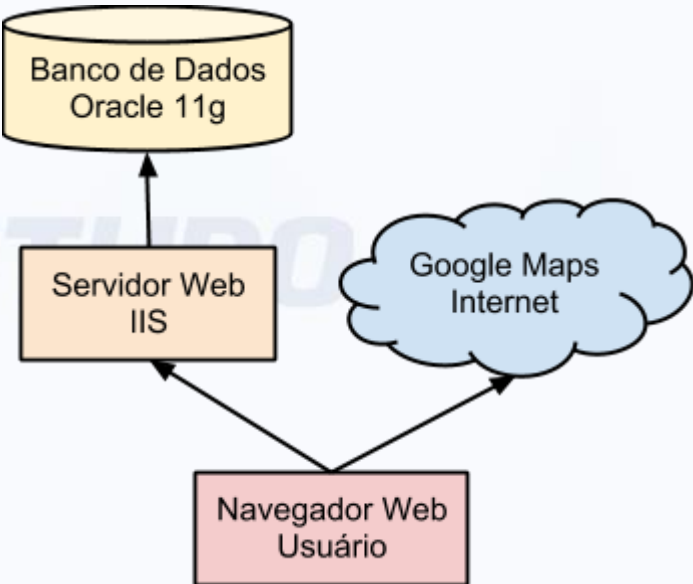 Banco de Dados
Oracle 11g
Servidor Web
IIS
Google Maps
Internet
Navegador Web
Usuário